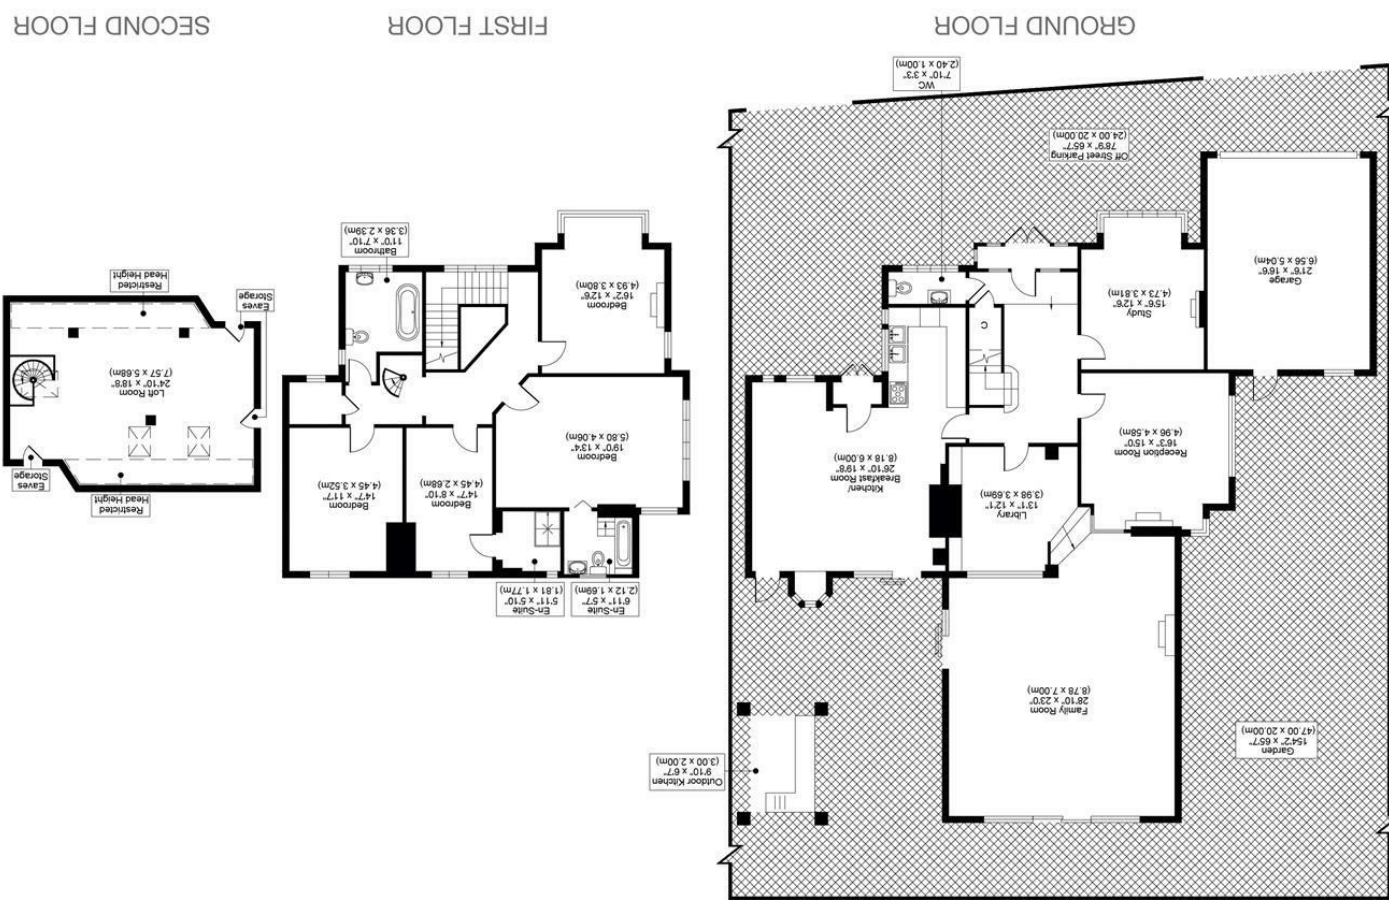 GROUND FLOOR
Garden
154'2" x 65'7"
(47.00 x 20.00m)
Family Room
28'10" x 23'0"
(8.78 x 7.00m)
Outdoor Kitchen
9'10" x 6'7"
(3.00 x 2.00m)
Reception Room
16'3" x 15'0"
(4.96 x 4.58m)
Library
13'1" x 12'1"
(3.98 x 3.69m)
Kitchen/
Breakfast Room
26'10" x 19'8"
(8.18 x 6.00m)
Garage
21'6" x 16'6"
(6.56 x 5.04m)
Study
15'6" x 12'6"
(4.73 x 3.81m)
C
Off Street Parking
78'9" x 65'7"
(24.00 x 20.00m)
WC
7'10" x 3'3"
(2.40 x 1.00m)
FIRST FLOOR
En-Suite
6'11" x 5'7"
(2.12 x 1.69m)
En-Suite
5'11" x 5'10"
(1.81 x 1.77m)
Bedroom
19'0" x 13'4"
(5.80 x 4.06m)
Bedroom
14'7" x 8'10"
(4.45 x 2.68m)
Bedroom
14'7" x 11'7"
(4.45 x 3.52m)
Bedroom
16'2" x 12'6"
(4.93 x 3.80m)
Bathroom
11'0" x 7'10"
(3.36 x 2.39m)
SECOND FLOOR
Restricted
Head Height
Eaves
Storage
Eaves
Storage
Loft Room
24'10" x 18'8"
(7.57 x 5.68m)
Eaves
Storage
Restricted
Head Height